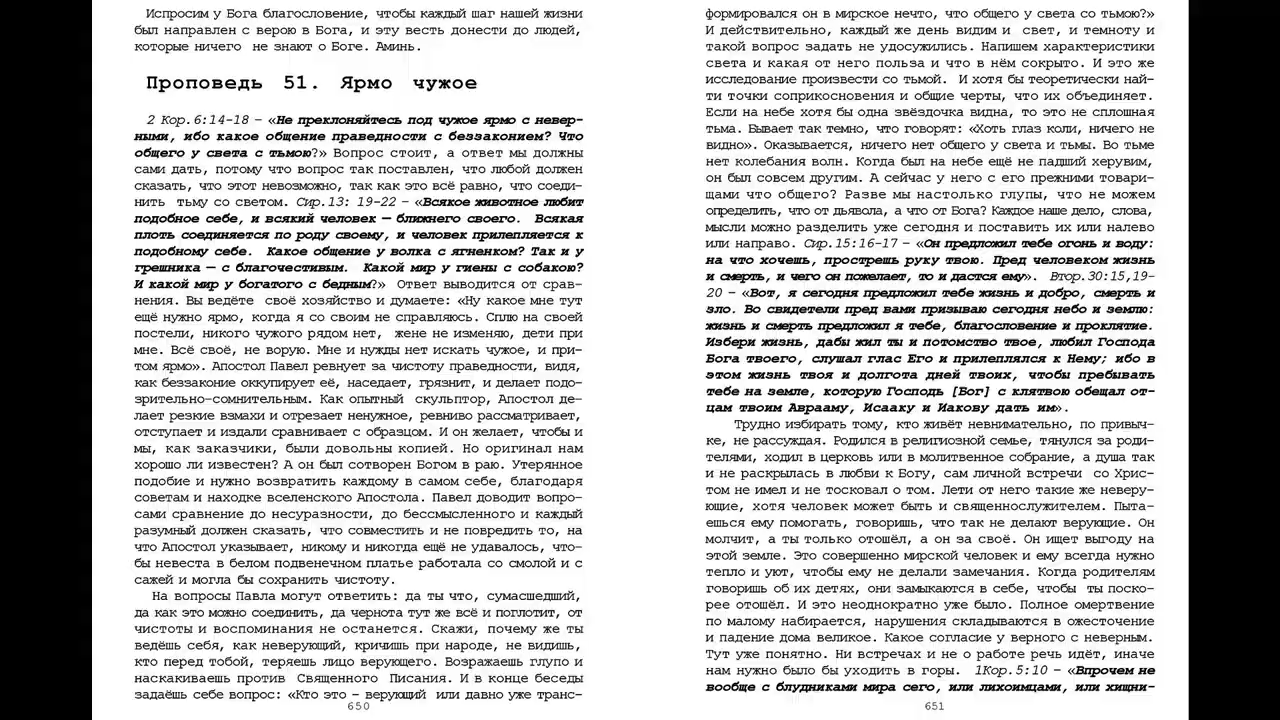 Испросим у Бога благословение, чтобы каждый шаг нашей жизни
был направлен с верою в Бога, и эту весть донести до людей,
которые ничего не знают о Боге. Аминь.
Проповедь 51. Ярмо чужое
2 Кор.6:14-18 – «Не преклоняйтесь под чужое ярмо с невер-
ными, ибо какое общение праведности с беззаконием? Что
общего у света с тьмою?» Вопрос стоит, а ответ мы должны
сами дать, потому что вопрос так поставлен, что любой должен
сказать, что этот невозможно, так как это всё равно, что соеди-
нить тьму со светом. Сир.13: 19-22 – «Всякое животное любит
подобное себе, и всякий человек — ближнего своего. Всякая
плоть соединяется по роду своему, и человек прилепляется к
подобному себе. Какое общение у волка с ягненком? Так и у
грешника — с благочестивым. Какой мир у гиены с собакою?
И какой мир у богатого с бедным?» Ответ выводится от срав-
нения. Вы ведёте своё хозяйство и думаете: «Ну какое мне тут
ещё нужно ярмо, когда я со своим не справляюсь. Сплю на своей
постели, никого чужого рядом нет, жене не изменяю, дети при
мне. Всё своё, не ворую. Мне и нужды нет искать чужое, и при-
том ярмо». Апостол Павел ревнует за чистоту праведности, видя,
как беззаконие оккупирует её, наседает, грязнит, и делает подо-
зрительно-сомнительным. Как опытный скульптор, Апостол де-
лает резкие взмахи и отрезает ненужное, ревниво рассматривает,
отступает и издали сравнивает с образцом. И он желает, чтобы и
мы, как заказчики, были довольны копией. Но оригинал нам
хорошо ли известен? А он был сотворен Богом в раю. Утерянное
подобие и нужно возвратить каждому в самом себе, благодаря
советам и находке вселенского Апостола. Павел доводит вопро-
сами сравнение до несуразности, до бессмысленного и каждый
разумный должен сказать, что совместить и не повредить то, на
что Апостол указывает, никому и никогда ещё не удавалось, что-
бы невеста в белом подвенечном платье работала со смолой и с
сажей и могла бы сохранить чистоту.
На вопросы Павла могут ответить: да ты что, сумасшедший,
да как это можно соединить, да чернота тут же всё и поглотит, от
чистоты и воспоминания не останется. Скажи, почему же ты
ведёшь себя, как неверующий, кричишь при народе, не видишь,
кто перед тобой, теряешь лицо верующего. Возражаешь глупо и
наскакиваешь против Священного Писания. И в конце беседы
задаёшь себе вопрос: «Кто это – верующий или давно уже транс-
650
формировался он в мирское нечто, что общего у света со тьмою?»
И действительно, каждый же день видим и свет, и темноту и
такой вопрос задать не удосужились. Напишем характеристики
света и какая от него польза и что в нём сокрыто. И это же
исследование произвести со тьмой. И хотя бы теоретически най-
ти точки соприкосновения и общие черты, что их объединяет.
Если на небе хотя бы одна звёздочка видна, то это не сплошная
тьма. Бывает так темно, что говорят: «Хоть глаз коли, ничего не
видно». Оказывается, ничего нет общего у света и тьмы. Во тьме
нет колебания волн. Когда был на небе ещё не падший херувим,
он был совсем другим. А сейчас у него с его прежними товари-
щами что общего? Разве мы настолько глупы, что не можем
определить, что от дьявола, а что от Бога? Каждое наше дело, слова,
мысли можно разделить уже сегодня и поставить их или налево
или направо. Сир.15:16-17 – «Он предложил тебе огонь и воду:
на что хочешь, прострешь руку твою. Пред человеком жизнь
и смерть, и чего он пожелает, то и дастся ему». Втор.30:15,19-
20 – «Вот, я сегодня предложил тебе жизнь и добро, смерть и
зло. Во свидетели пред вами призываю сегодня небо и землю:
жизнь и смерть предложил я тебе, благословение и проклятие.
Избери жизнь, дабы жил ты и потомство твое, любил Господа
Бога твоего, слушал глас Его и прилеплялся к Нему; ибо в
этом жизнь твоя и долгота дней твоих, чтобы пребывать
тебе на земле, которую Господь [Бог] с клятвою обещал от-
цам твоим Аврааму, Исааку и Иакову дать им».
Трудно избирать тому, кто живёт невнимательно, по привыч-
ке, не рассуждая. Родился в религиозной семье, тянулся за роди-
телями, ходил в церковь или в молитвенное собрание, а душа так
и не раскрылась в любви к Богу, сам личной встречи со Хрис-
том не имел и не тосковал о том. Лети от него такие же неверу-
ющие, хотя человек может быть и священнослужителем. Пыта-
ешься ему помогать, говоришь, что так не делают верующие. Он
молчит, а ты только отошёл, а он за своё. Он ищет выгоду на
этой земле. Это совершенно мирской человек и ему всегда нужно
тепло и уют, чтобы ему не делали замечания. Когда родителям
говоришь об их детях, они замыкаются в себе, чтобы ты поско-
рее отошёл. И это неоднократно уже было. Полное омертвение
по малому набирается, нарушения складываются в ожесточение
и падение дома великое. Какое согласие у верного с неверным.
Тут уже понятно. Ни встречах и не о работе речь идёт, иначе
нам нужно было бы уходить в горы. 1Кор.5:10 – «Впрочем не
вообще с блудниками мира сего, или лихоимцами, или хищни-
651